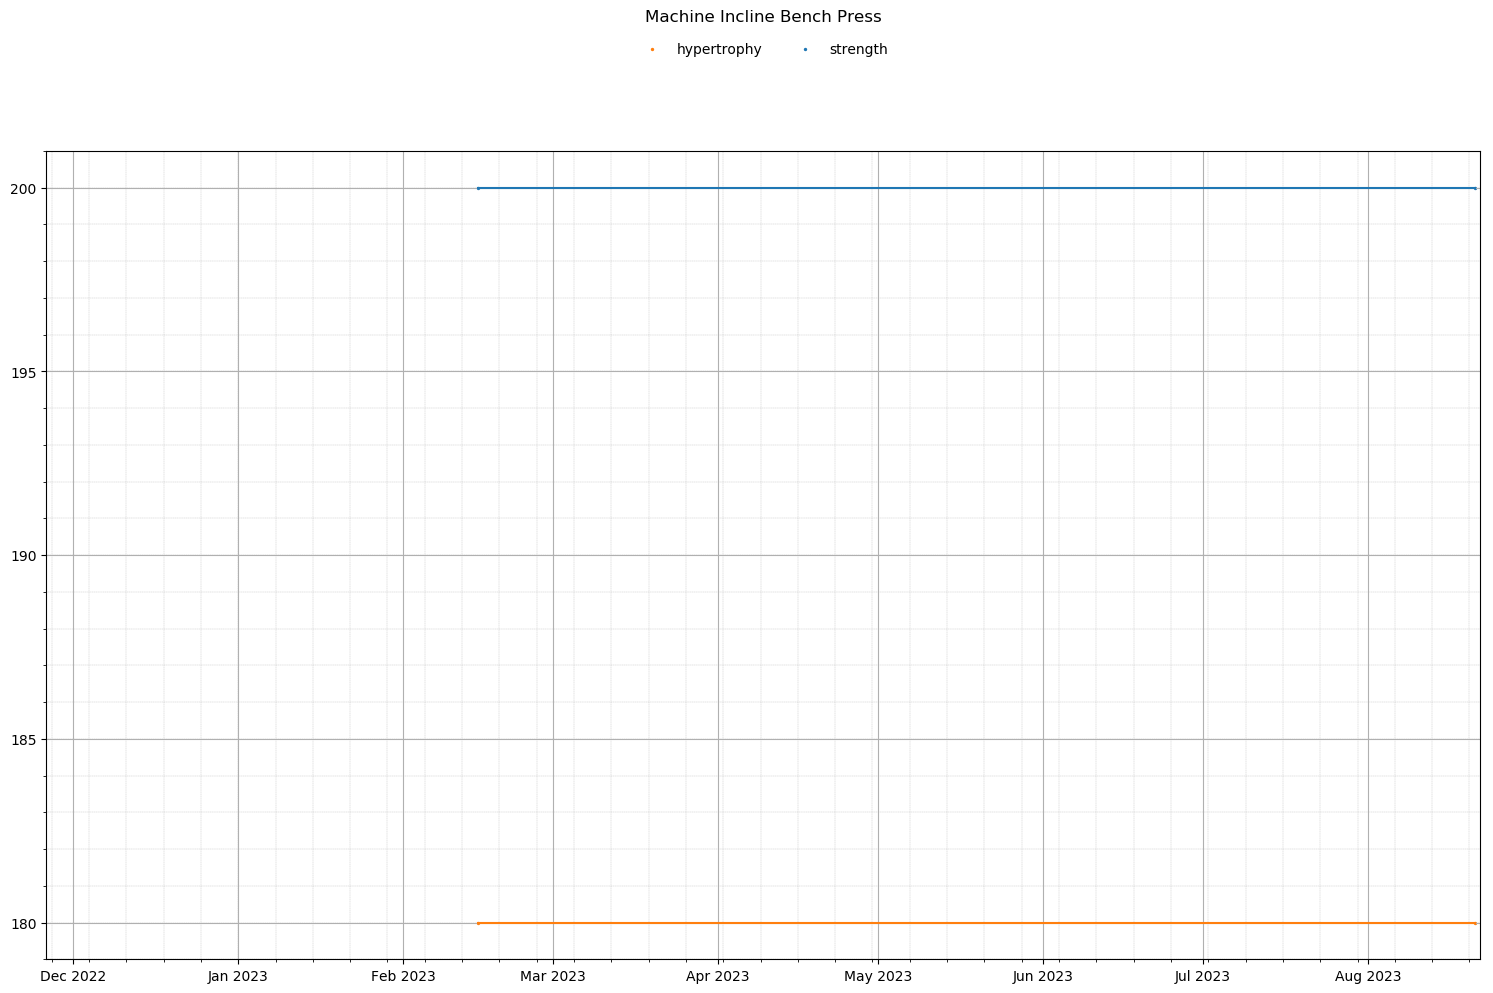 Machine Incline Bench Press
hypertrophy strength
200
195
190
185
180
Dec 2022 Jan 2023 Feb 2023 Mar 2023 Apr 2023 May 2023 Jun 2023 Jul 2023 Aug 2023